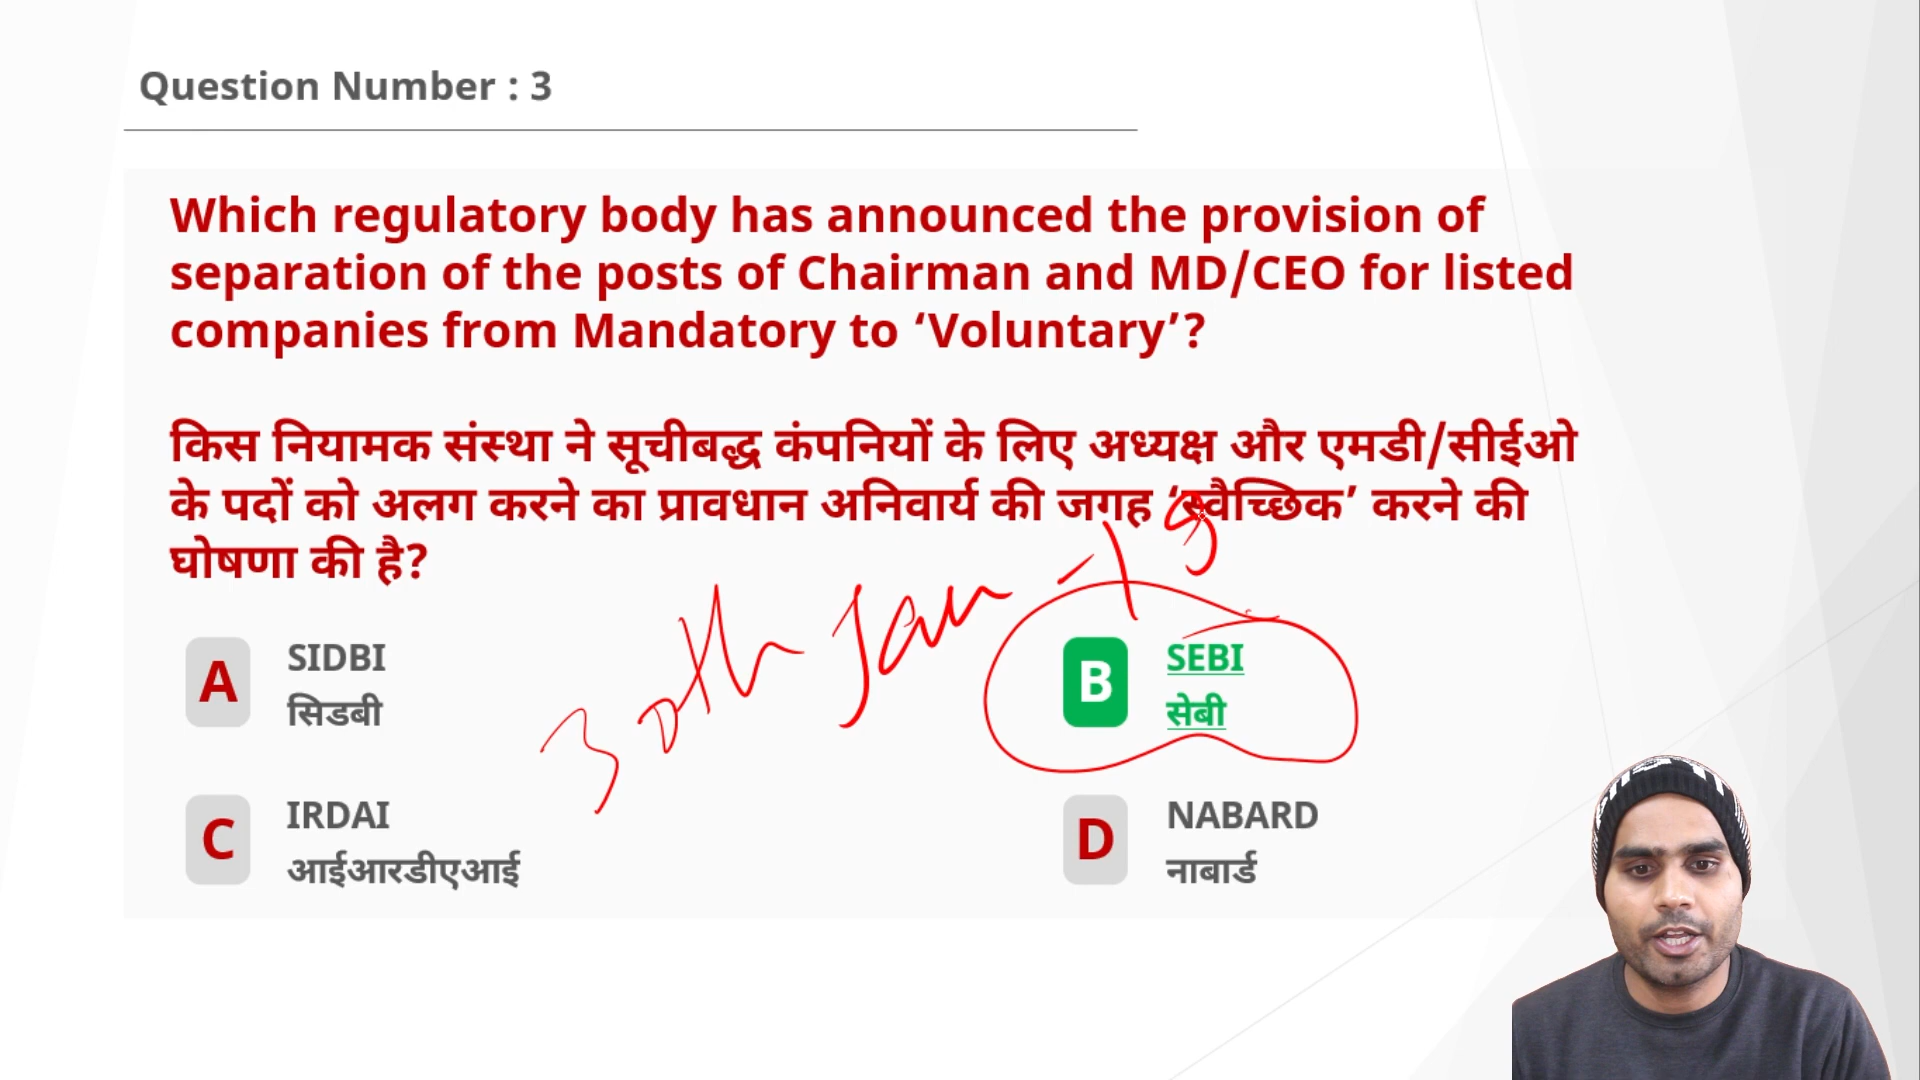 Question Number : 3
Which regulatory body has announced the provision of
separation of the posts of Chairman and MD/CEO for listed
companies from Mandatory to ‘Voluntary’?
किस नियामक संस्था ने सूचीबद्ध कंपनियों के लिए अध्यक्ष और एमडी/सीईओ
के पदों को अलग करने का प्रावधान अनिवार्य की जगह ‘स्वैच्छिक’ करने की
घोषणा की है?
30th Jan - 19
A SIDBI
सिडबी
B SEBI
सेबी
C IRDAI
आईआरडीएआई
D NABARD
नाबार्ड